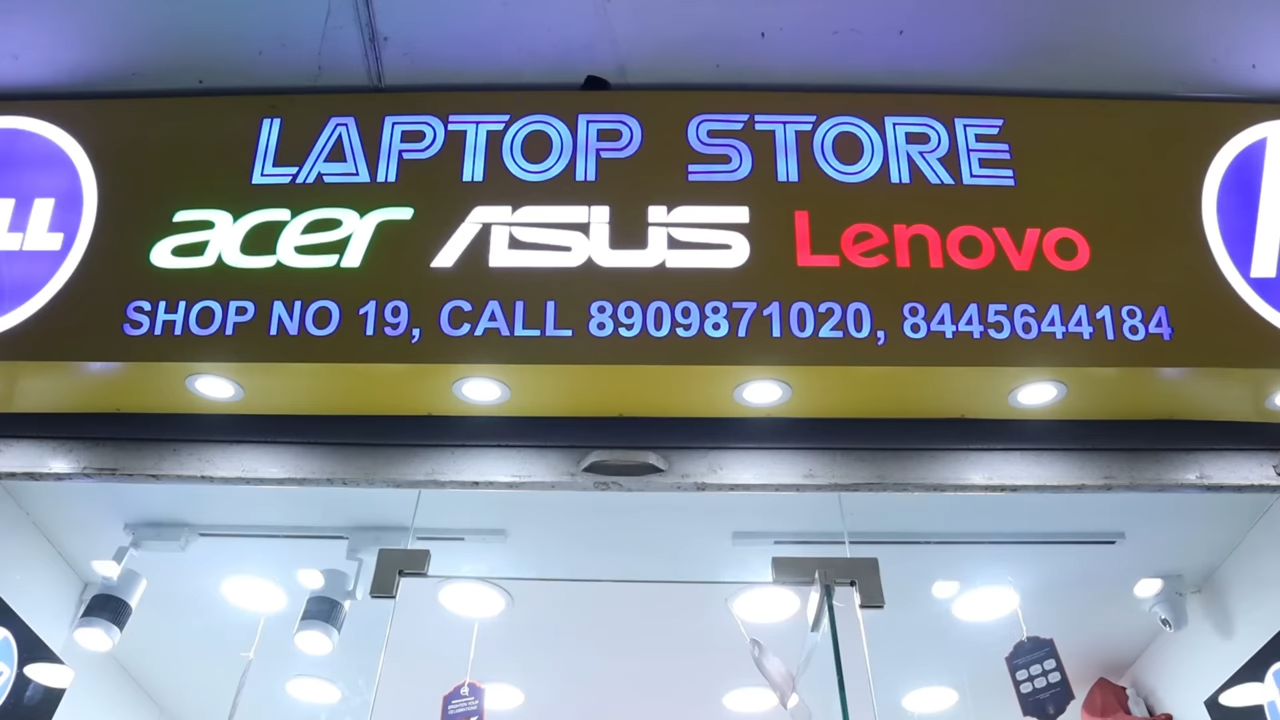 LAPTOP STORE
acer ASUS Lenovo
SHOP NO 19, CALL 8909871020, 8445644184